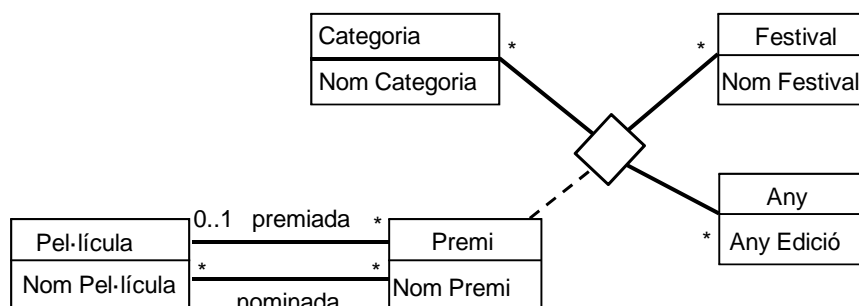 Categoria
*
*
Festival
Nom Categoria
Nom Festival
Any
0..1 premiada *
Pel·lícula
Premi
*
Any Edició
Nom Pel·lícula
*
*
Nom Premi
nominada